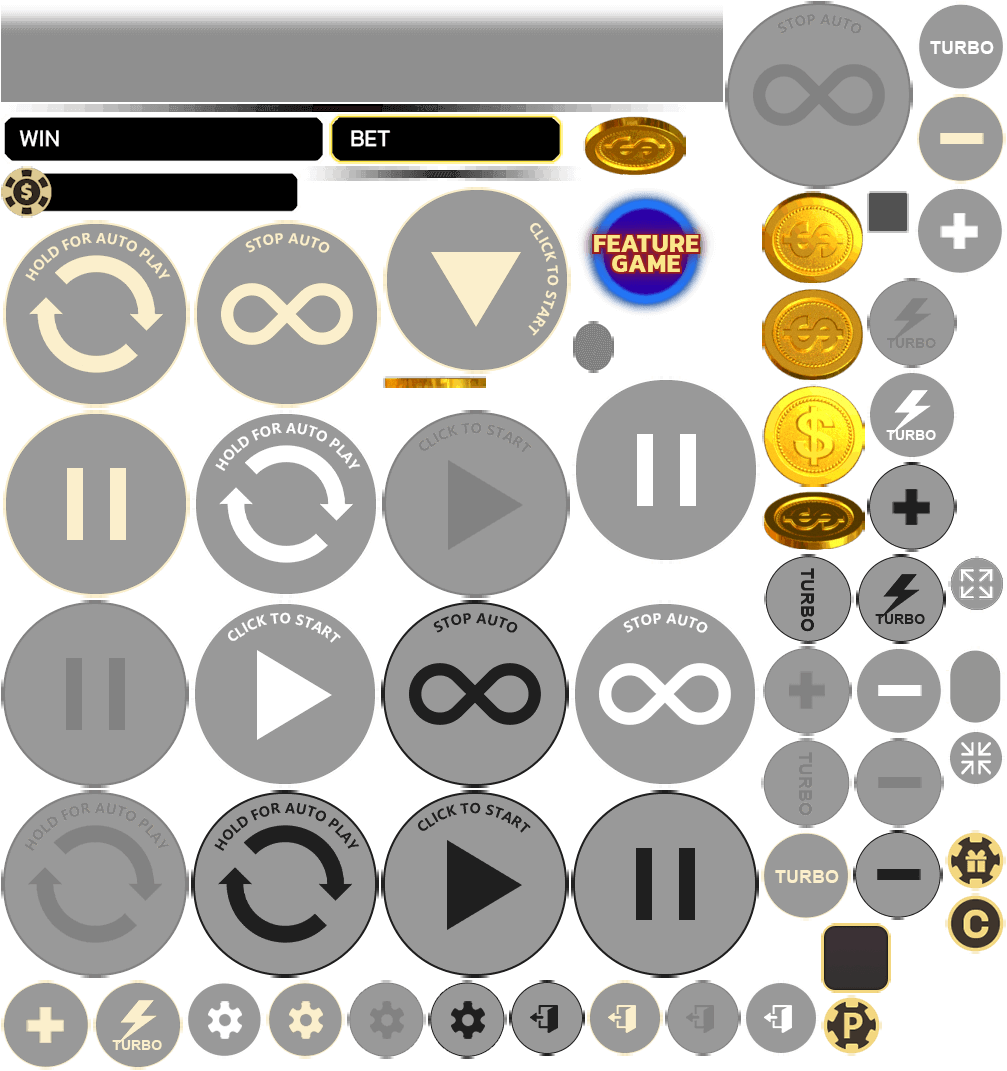 STOP AUTO
TURBO
WIN
BET
$
$
HOLD FOR AUTO PLAY
STOP AUTO
CLICK TO START
FEATURE
GAME
$
$
TURBO
HOLD FOR AUTO PLAY
CLICK TO START
$
TURBO
$
TURBO
TURBO
CLICK TO START
STOP AUTO
STOP AUTO
TURBO
HOLD FOR AUTO PLAY
HOLD FOR AUTO PLAY
CLICK TO START
TURBO
C
TURBO
P